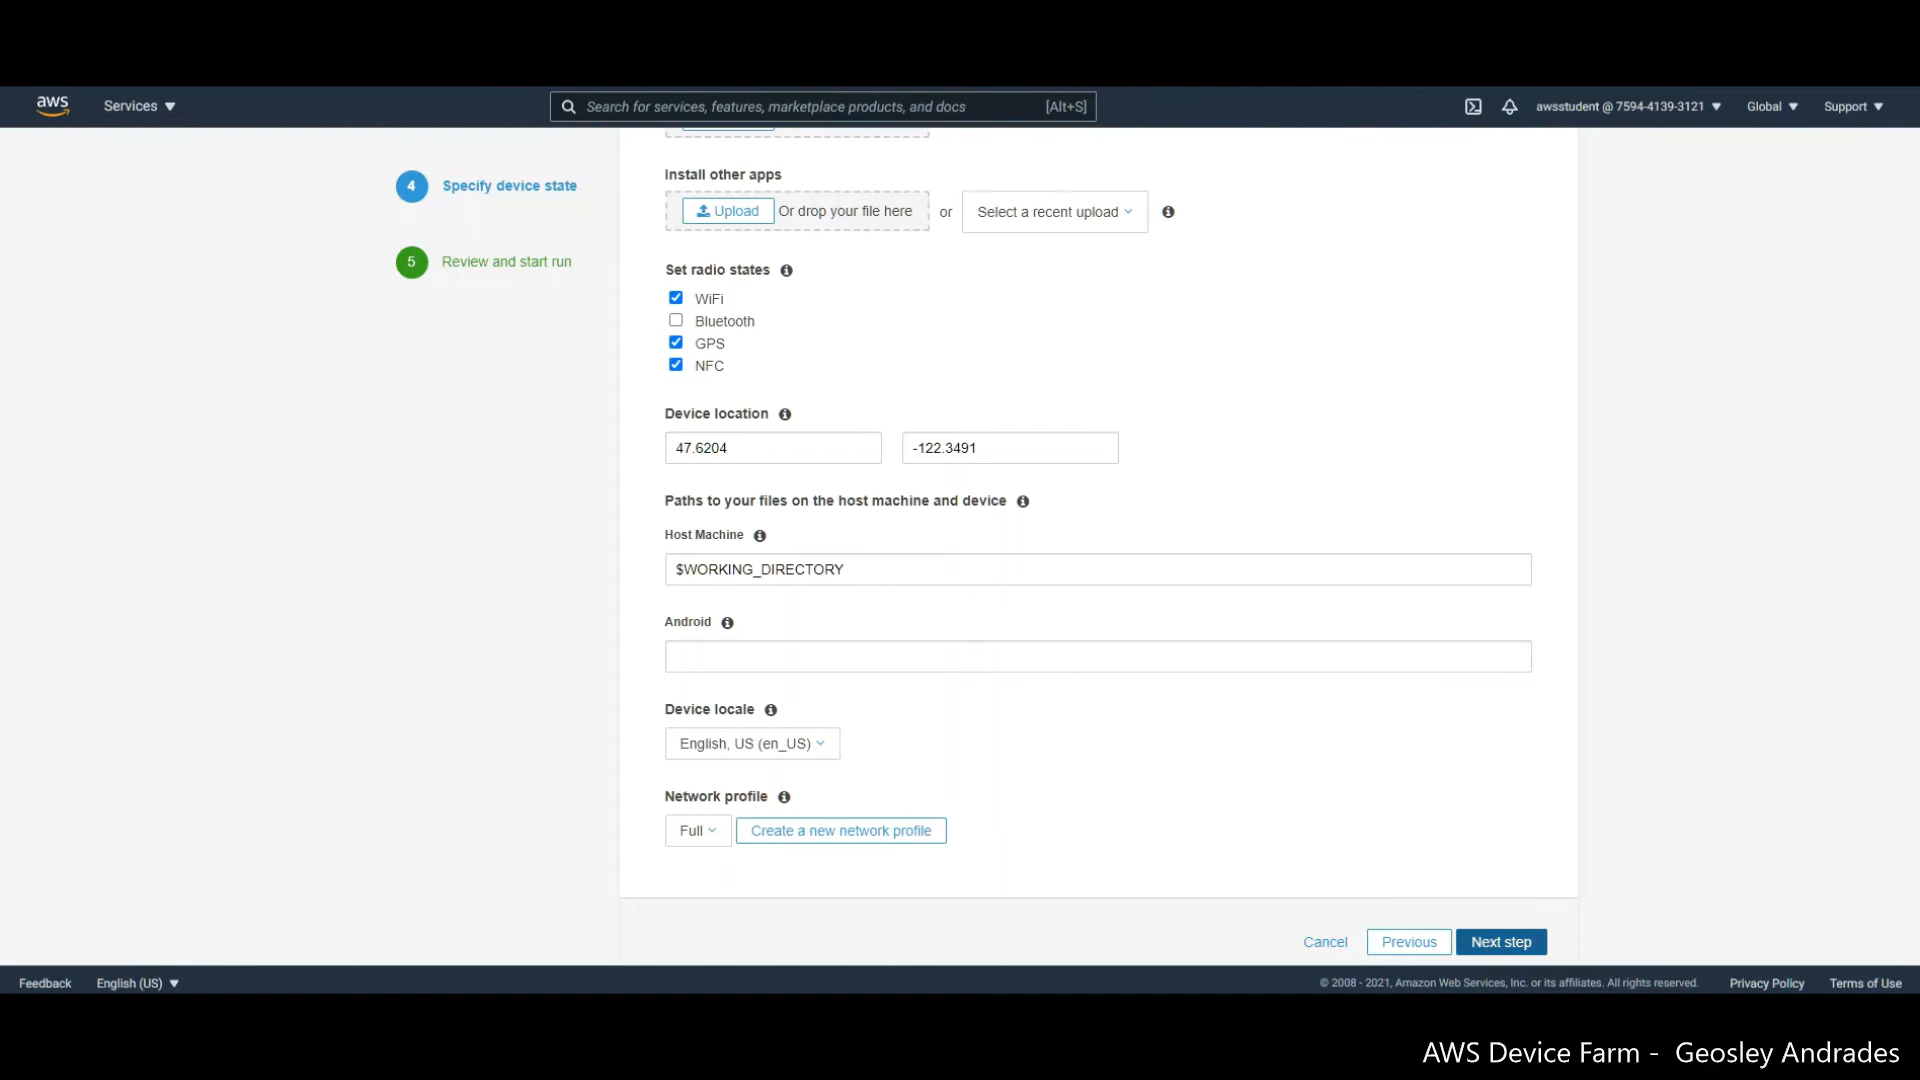 aws Services Search for services, features, marketplace products, and docs [Alt+S] awsstudent @ 7594-4139-3121 Global Support
4 Specify device state
5 Review and start run
Install other apps
Upload Or drop your file here or Select a recent upload
Set radio states
WiFi
Bluetooth
GPS
NFC
Device location
47.6204 -122.3491
Paths to your files on the host machine and device
Host Machine
$WORKING_DIRECTORY
Android
Device locale
English, US (en_US)
Network profile
Full Create a new network profile
Cancel Previous Next step
Feedback English (US) © 2008 - 2021, Amazon Web Services, Inc. or its affiliates. All rights reserved. Privacy Policy Terms of Use
AWS Device Farm - Geosley Andrades